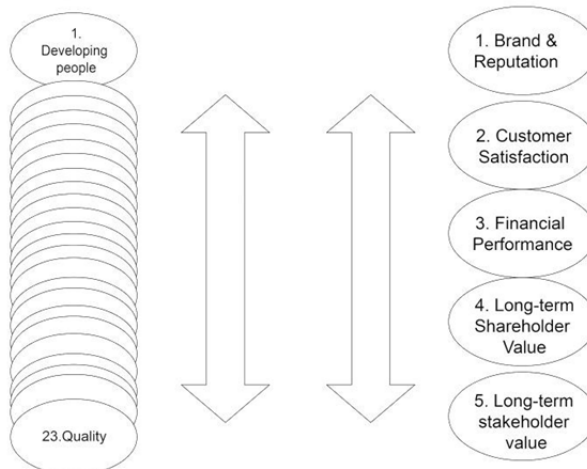 1.
Developing
people
23.Quality
1. Brand &
Reputation
2. Customer
Satisfaction
3. Financial
Performance
4. Long-term
Shareholder
Value
5. Long-term
stakeholder
value